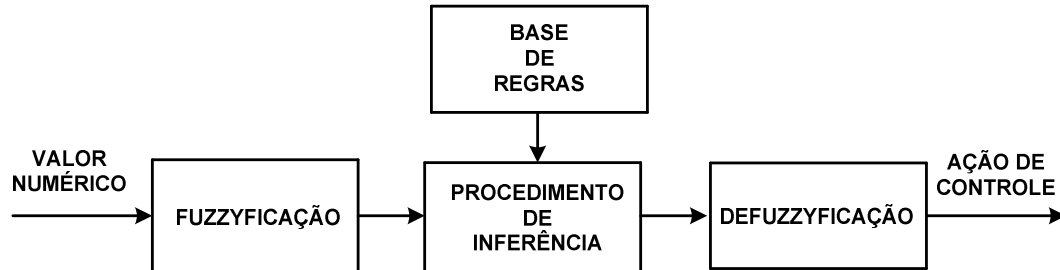 BASE
DE
REGRAS
VALOR
NUMÉRICO
FUZZYFICAÇÃO
PROCEDIMENTO
DE
INFERÊNCIA
DEFUZZYFICAÇÃO
AÇÃO DE
CONTROLE